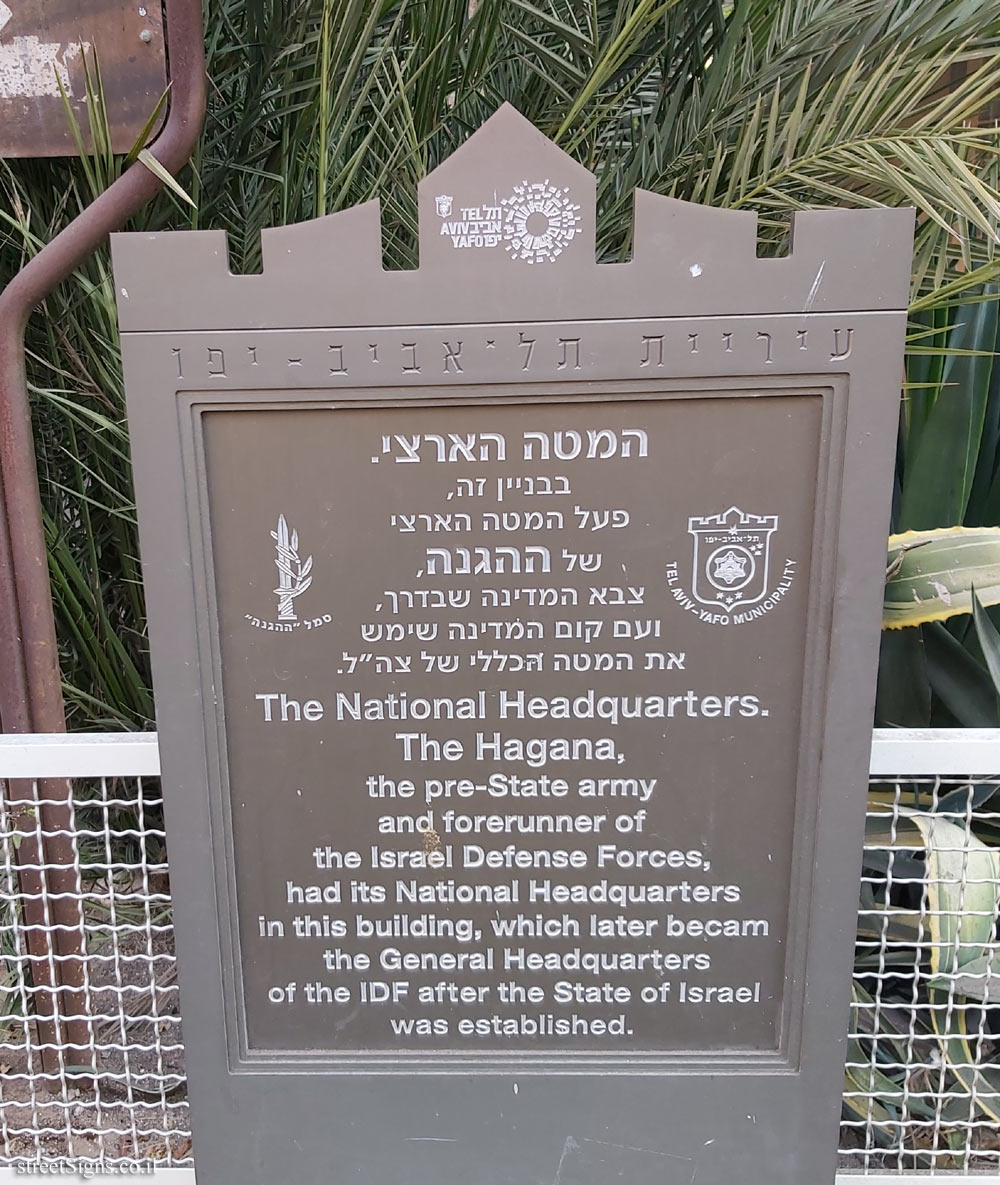 תל
TEL
אביב
AVIV
יפו
YAFO
עיריית תל־אביב-יפו
המטה הארצי.
בבניין זה,
פעל המטה הארצי
של ההגנה,
צבא המדינה שבדרך,
ועם קום המדינה שימש
את המטה הכללי של צה״ל.
סמל "ההגנה"
תל-אביב-יפו
TEL AVIV-YAFO MUNICIPALITY
The National Headquarters.
The Hagana,
the pre-State army
and forerunner of
the Israel Defense Forces,
had its National Headquarters
in this building, which later becam
the General Headquarters
of the IDF after the State of Israel
was established.
streetSigns.co.il